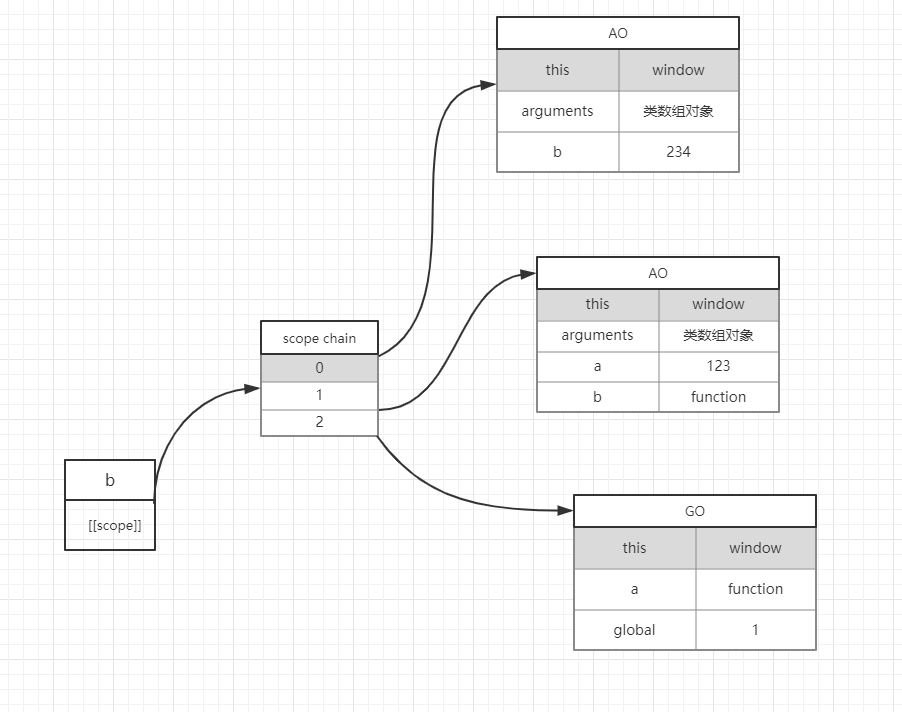 AO
this window
arguments 类数组对象
b 234
AO
this window
arguments 类数组对象
a 123
b function
scope chain
0
1
2
b
[[scope]]
GO
this window
a function
global 1